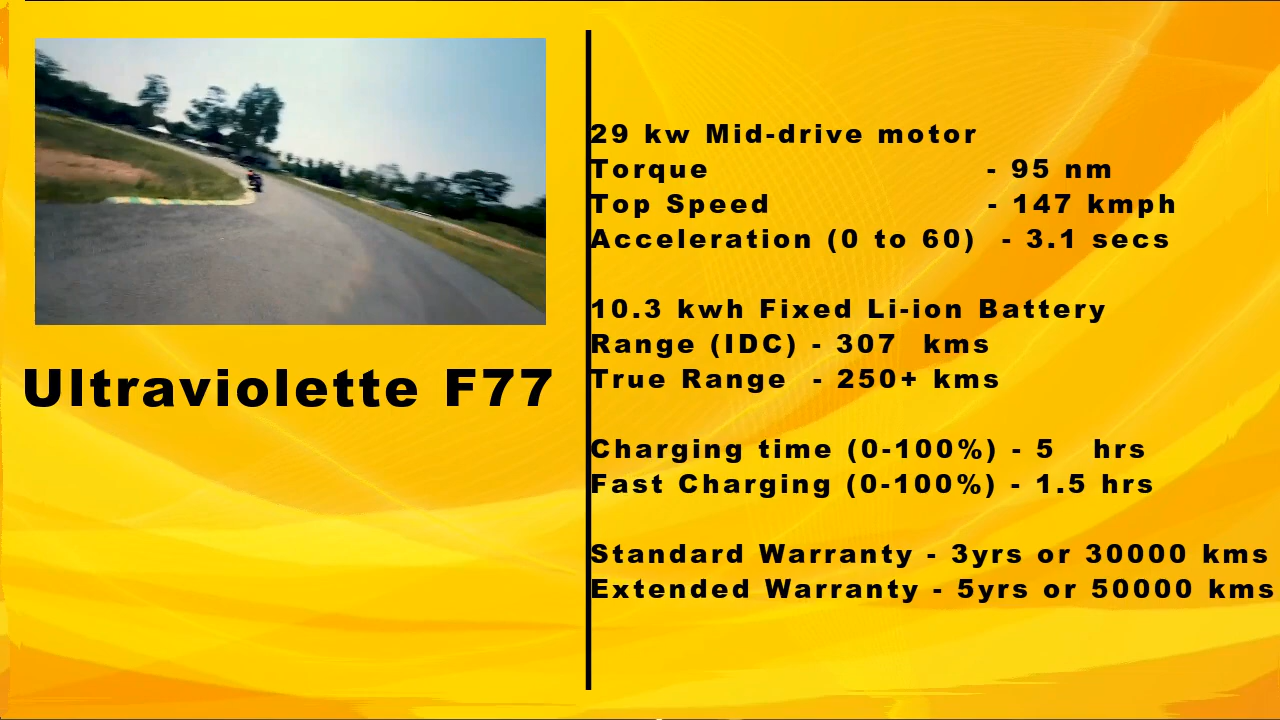 Ultraviolette F77
29 kw Mid-drive motor
Torque - 95 nm
Top Speed - 147 kmph
Acceleration (0 to 60) - 3.1 secs
10.3 kwh Fixed Li-ion Battery
Range (IDC) - 307 kms
True Range - 250+ kms
Charging time (0-100%) - 5 hrs
Fast Charging (0-100%) - 1.5 hrs
Standard Warranty - 3yrs or 30000 kms
Extended Warranty - 5yrs or 50000 kms